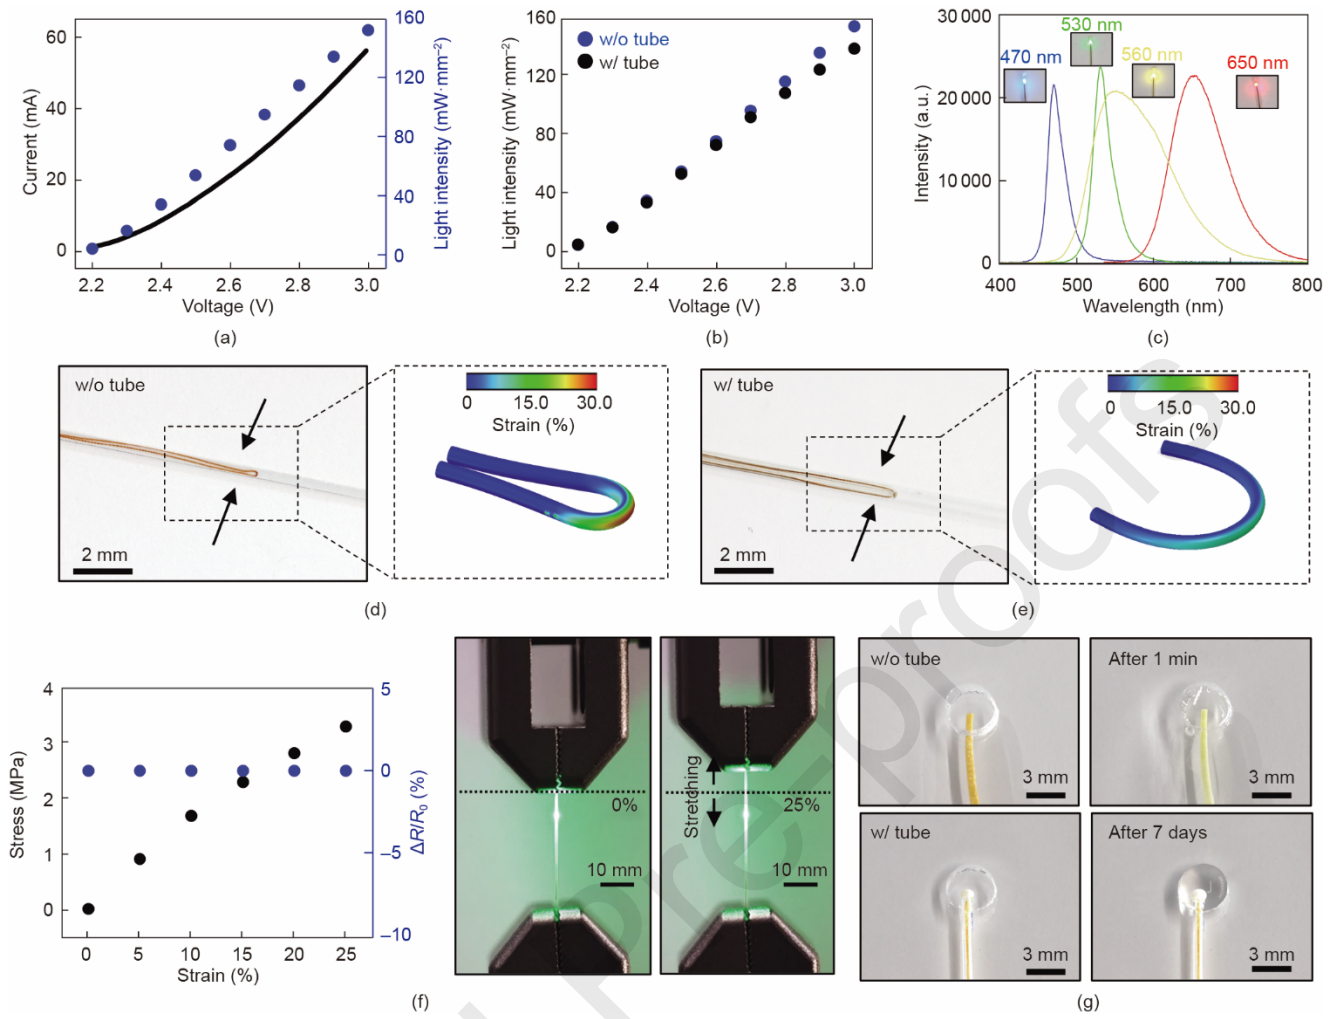 60
40
20
0
Current (mA)
160
120
80
40
0
Light intensity (mW·mm⁻²)
2.2
2.4
2.6
2.8
3.0
Voltage (V)
(a)
160
120
80
40
0
Light intensity (mW·mm⁻²)
w/o tube
w/ tube
2.2
2.4
2.6
2.8
3.0
Voltage (V)
(b)
30 000
20 000
10 000
0
Intensity (a.u.)
470 nm
530 nm
560 nm
650 nm
400
500
600
700
800
Wavelength (nm)
(c)
w/o tube
2 mm
0 15.0 30.0
Strain (%)
(d)
w/ tube
2 mm
0 15.0 30.0
Strain (%)
(e)
4
3
2
1
0
Stress (MPa)
5
0
−5
−10
ΔR/R₀ (%)
0
5
10
15
20
25
Strain (%)
0%
10 mm
Stretching
25%
10 mm
(f)
w/o tube
3 mm
After 1 min
3 mm
w/ tube
3 mm
After 7 days
3 mm
(g)
Pre-proofs